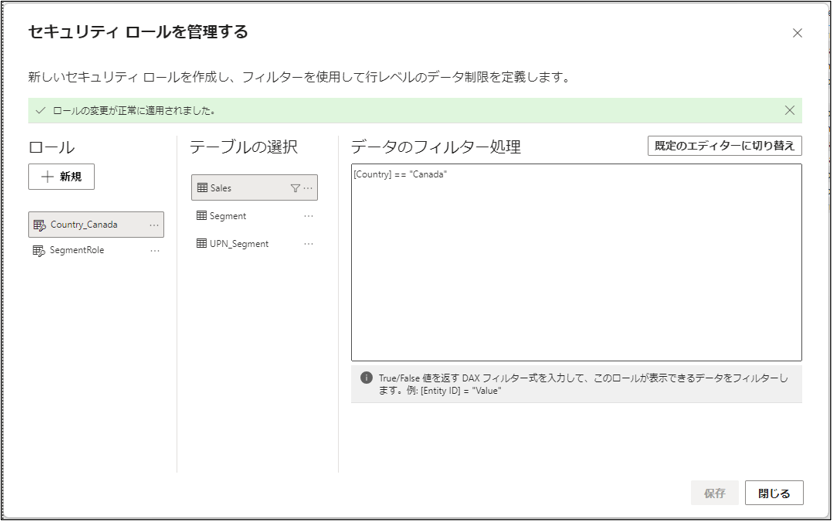 セキュリティ ロールを管理する
新しいセキュリティ ロールを作成し、フィルターを使用して行レベルのデータ制限を定義します。
ロールの変更が正常に適用されました。
ロール
新規
Country_Canada
SegmentRole
テーブルの選択
Sales
Segment
UPN_Segment
データのフィルター処理
既定のエディターに切り替え
[Country] == "Canada"
True/False 値を返す DAX フィルター式を入力して、このロールが表示できるデータをフィルターし
ます。例: [Entity ID] = "Value"
保存
閉じる